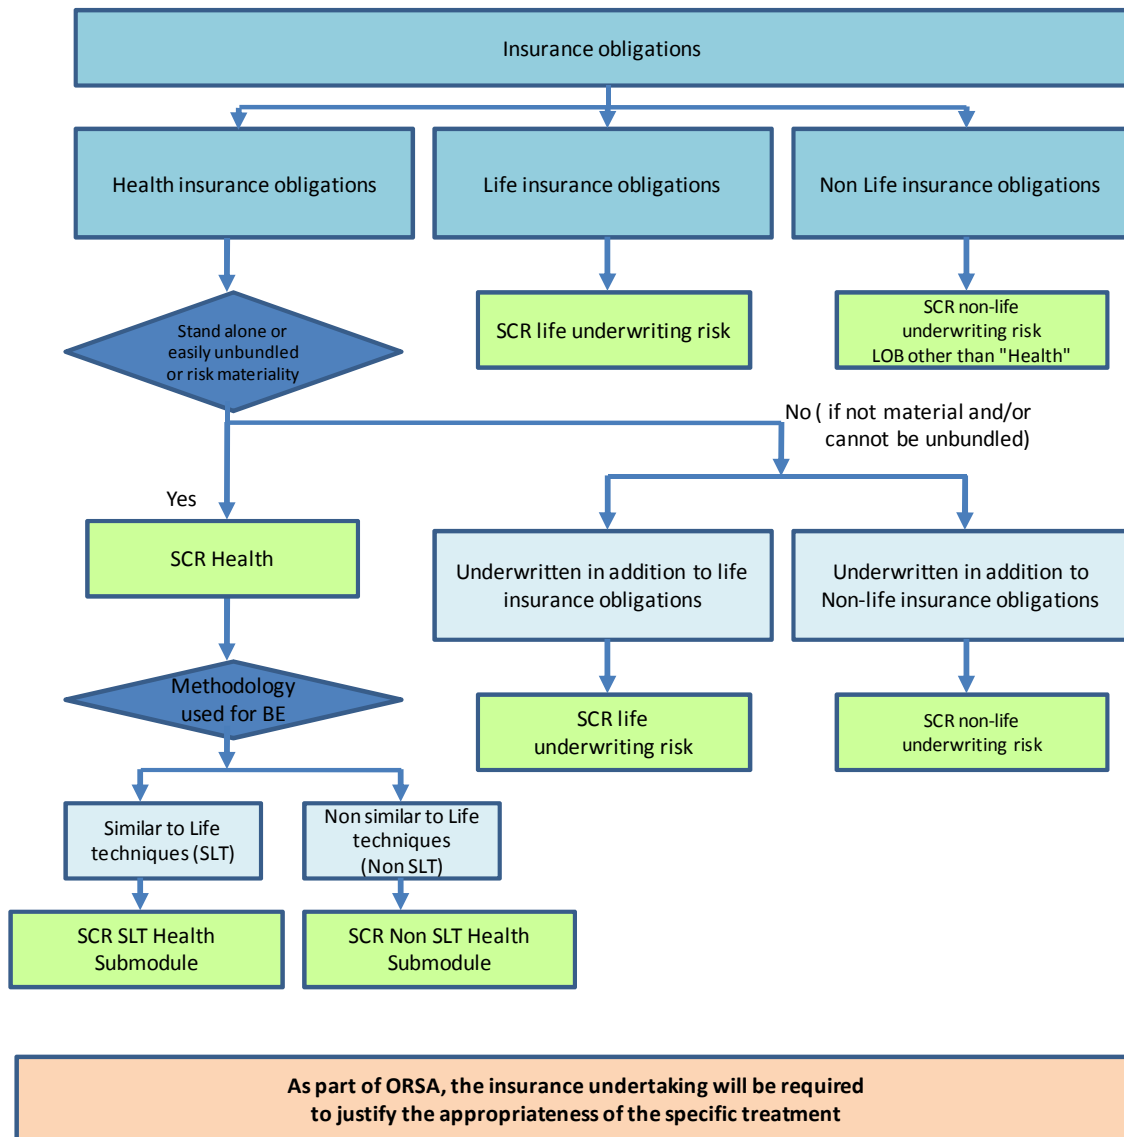 Insurance obligations
Health insurance obligations
Life insurance obligations
Non Life insurance obligations
Stand alone or
easily unbundled
or risk materiality
SCR life underwriting risk
SCR non-life
underwriting risk
LOB other than "Health"
No ( if not material and/or
cannot be unbundled)
Yes
SCR Health
Underwritten in addition to life
insurance obligations
Underwritten in addition to
Non-life insurance obligations
Methodology
used for BE
SCR life
underwriting risk
SCR non-life
underwriting risk
Similar to Life
techniques (SLT)
Non similar to Life
techniques
(Non SLT)
SCR SLT Health
Submodule
SCR Non SLT Health
Submodule
As part of ORSA, the insurance undertaking will be required
to justify the appropriateness of the specific treatment